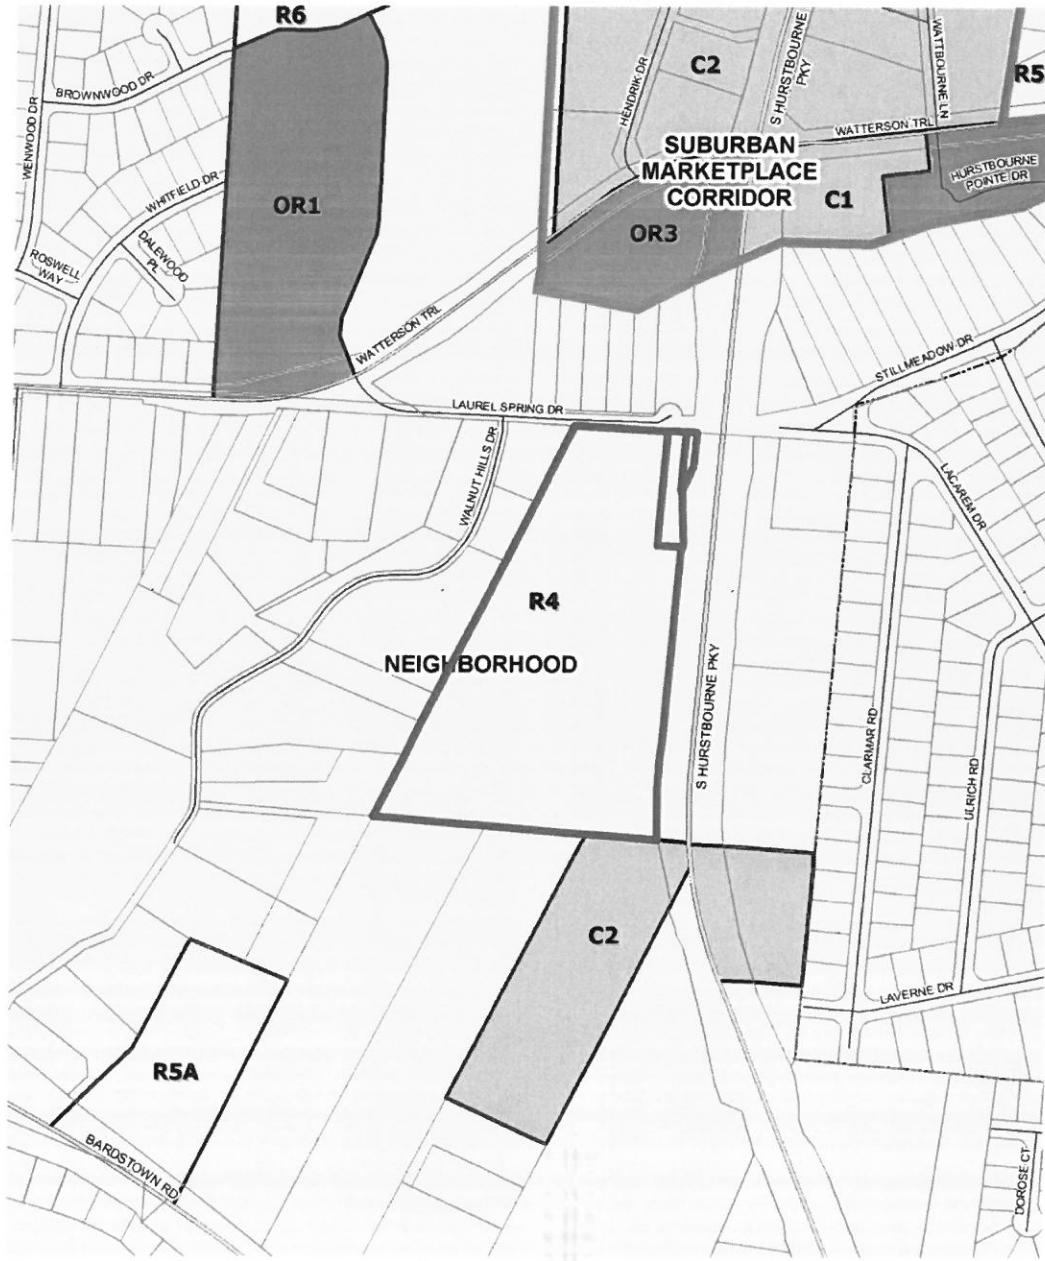 R6
C2
S HURSTBOURNE
PKY
WATTBOURNE LN
R5
HENDRIK DR
BROWNWOOD DR
WENWOOD DR
WATTERSON TRL
SUBURBAN
MARKETPLACE
CORRIDOR
HURSTBOURNE
POINTE DR
WHITFIELD DR
OR1
C1
OR3
DALEWOOD
PL
ROSWELL
WAY
WATTERSON TRL
STILLMEADOW DR
LAUREL SPRING DR
WALNUT HILLS DR
LACAREM DR
R4
NEIGHBORHOOD
S HURSTBOURNE PKY
CLARMAR RD
ULRICH RD
C2
LAVERNE DR
R5A
BARDSTOWN RD
DOROSE CT